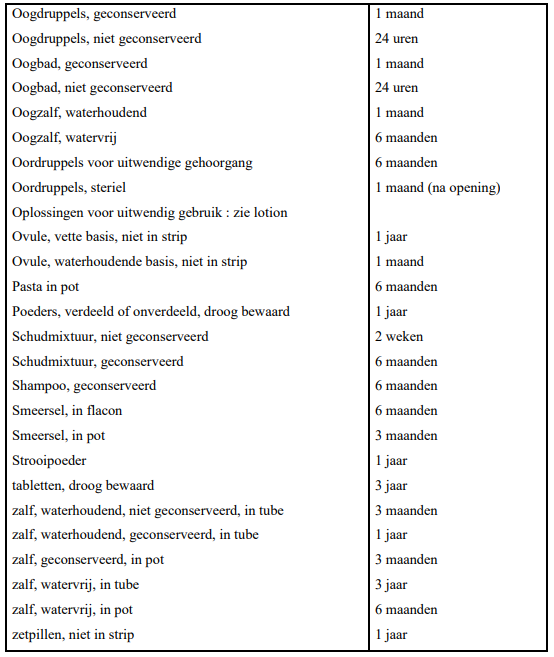 Oogdruppels, geconserveerd 1 maand
Oogdruppels, niet geconserveerd 24 uren
Oogbad, geconserveerd 1 maand
Oogbad, niet geconserveerd 24 uren
Oogzalf, waterhoudend 1 maand
Oogzalf, watervrij 6 maanden
Oordruppels voor uitwendige gehoorgang 6 maanden
Oordruppels, steriel 1 maand (na opening)
Oplossingen voor uitwendig gebruik : zie lotion
Ovule, vette basis, niet in strip 1 jaar
Ovule, waterhoudende basis, niet in strip 1 maand
Pasta in pot 6 maanden
Poeders, verdeeld of onverdeeld, droog bewaard 1 jaar
Schudmixtuur, niet geconserveerd 2 weken
Schudmixtuur, geconserveerd 6 maanden
Shampoo, geconserveerd 6 maanden
Smeersel, in flacon 6 maanden
Smeersel, in pot 3 maanden
Strooipoeder 1 jaar
tabletten, droog bewaard 3 jaar
zalf, waterhoudend, niet geconserveerd, in tube 3 maanden
zalf, waterhoudend, geconserveerd, in tube 1 jaar
zalf, geconserveerd, in pot 3 maanden
zalf, watervrij, in tube 3 jaar
zalf, watervrij, in pot 6 maanden
zetpillen, niet in strip 1 jaar